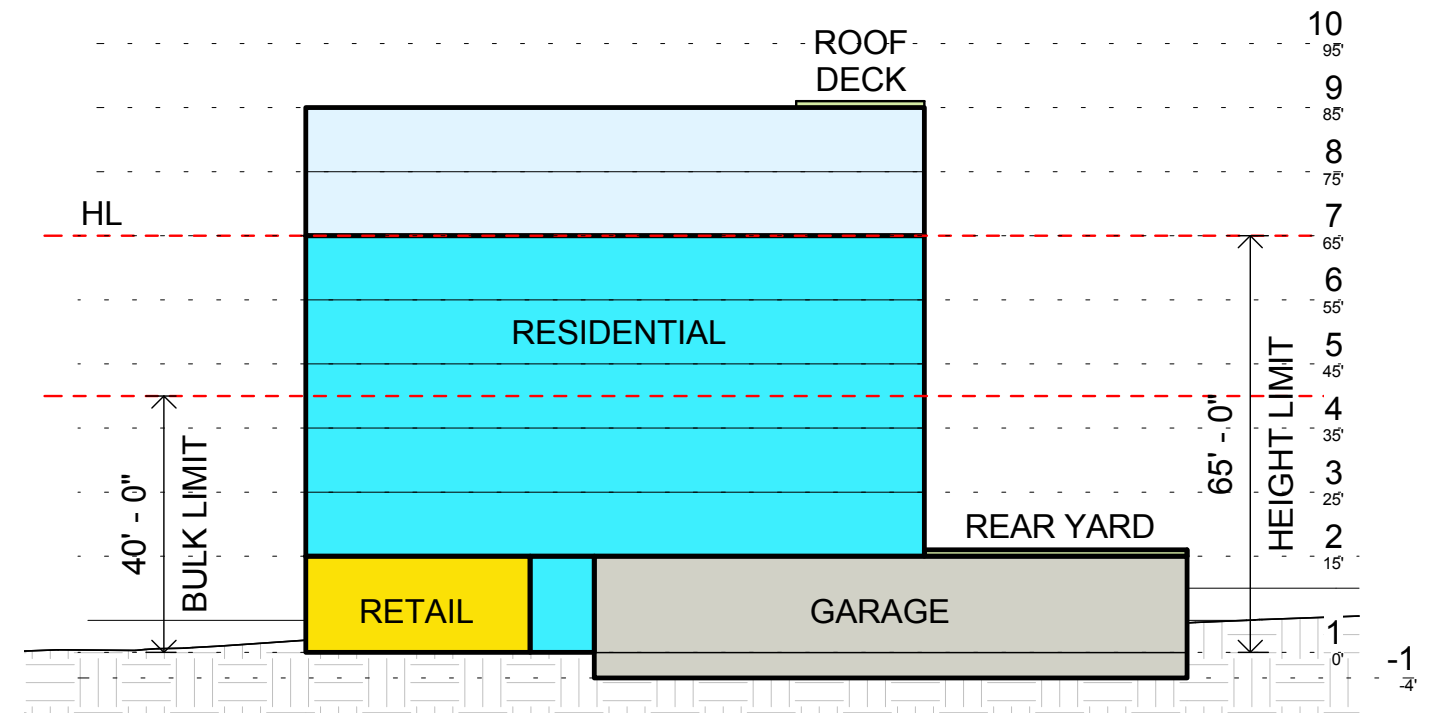 10
95'
ROOF
DECK
9
85'
8
75'
HL
7
65'
6
55'
RESIDENTIAL
5
45'
4
35'
3
25'
40' - 0"
BULK LIMIT
65' - 0"
HEIGHT LIMIT
REAR YARD
2
15'
RETAIL
GARAGE
1
0'
-1
-4'